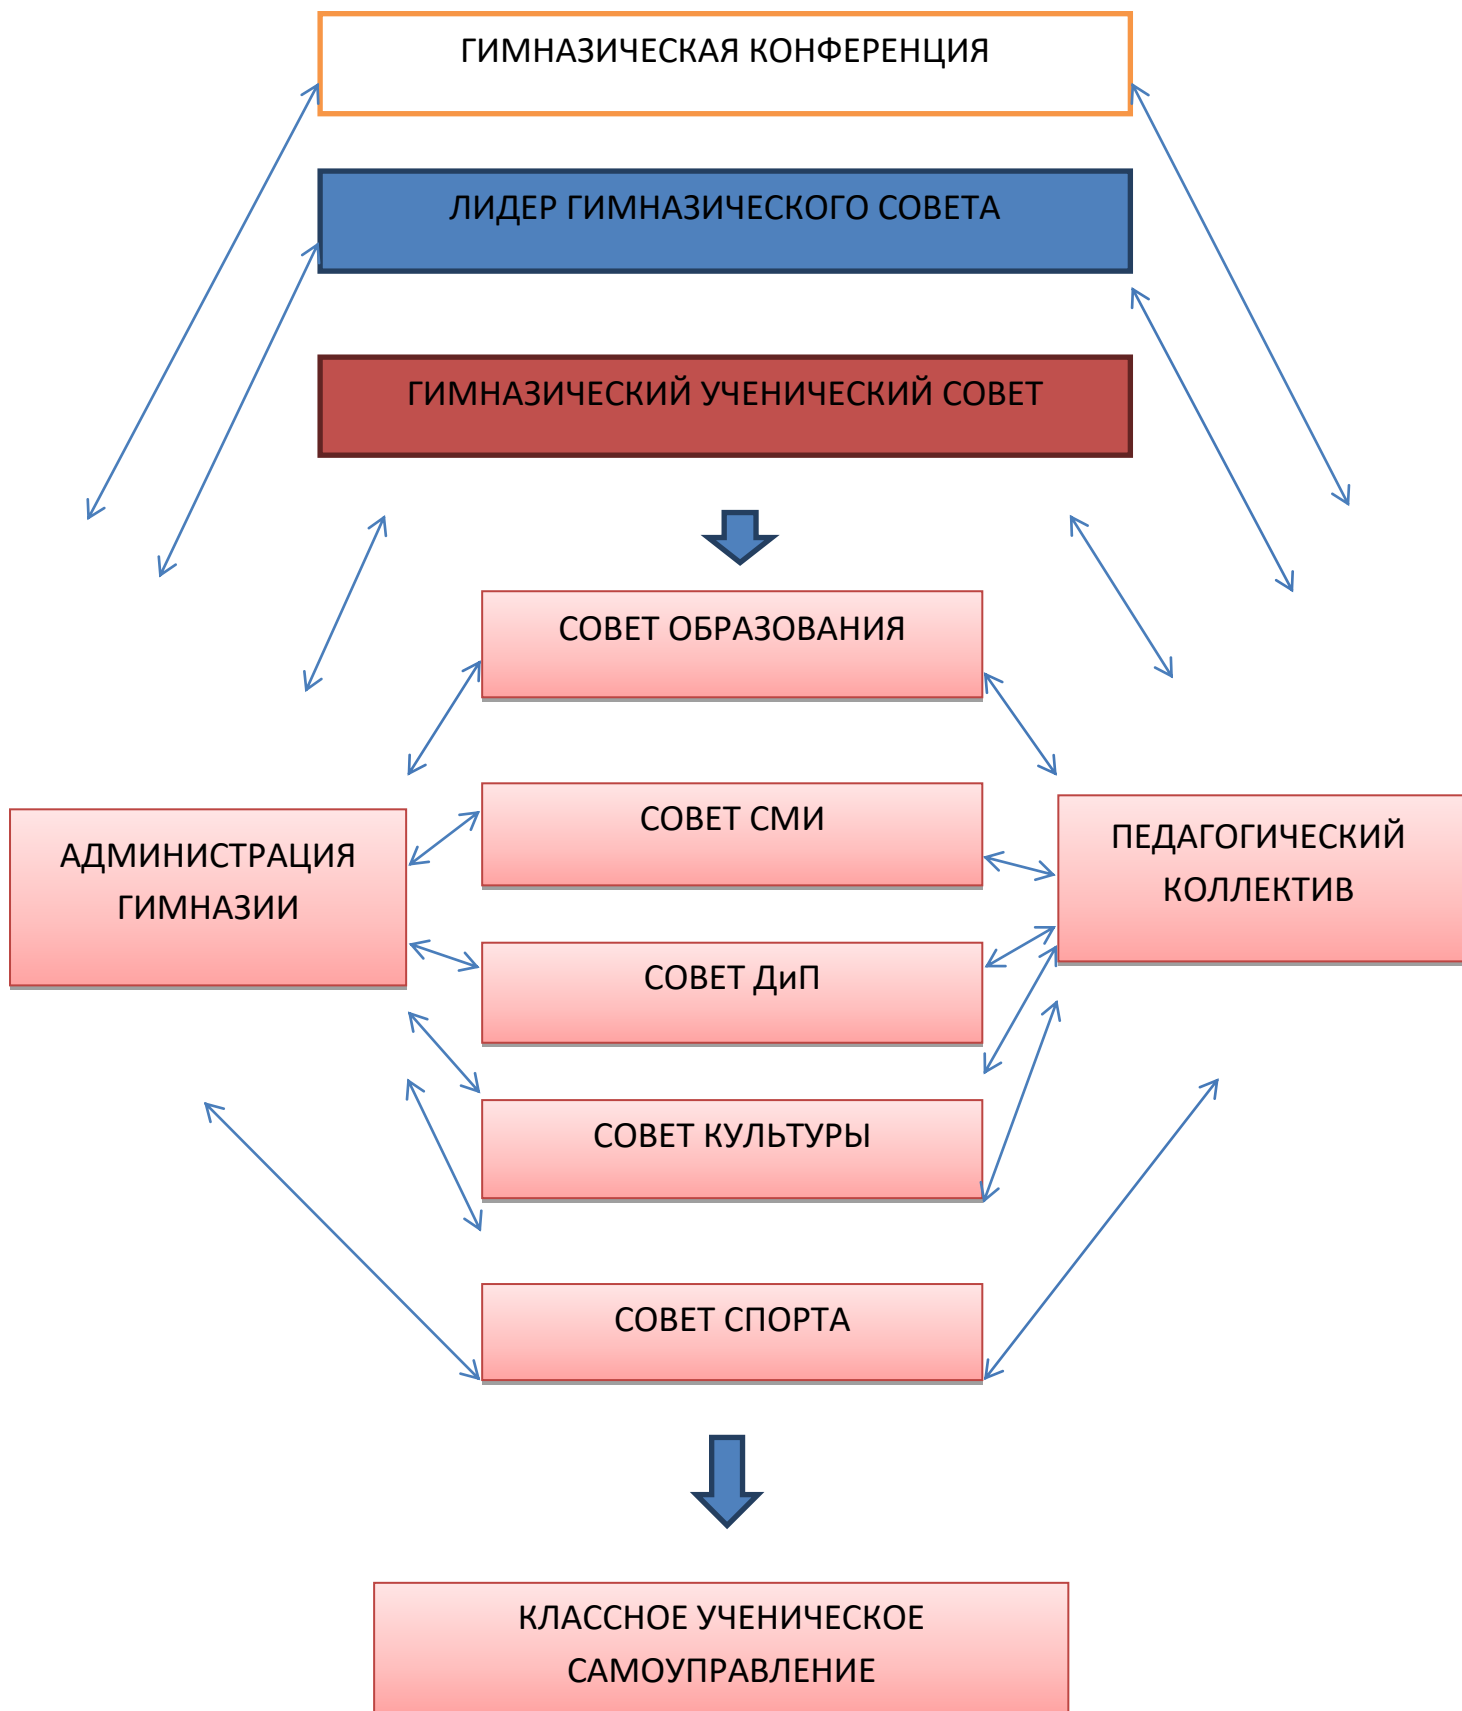 ГИМНАЗИЧЕСКАЯ КОНФЕРЕНЦИЯ
ЛИДЕР ГИМНАЗИЧЕСКОГО СОВЕТА
ГИМНАЗИЧЕСКИЙ УЧЕНИЧЕСКИЙ СОВЕТ
СОВЕТ ОБРАЗОВАНИЯ
СОВЕТ СМИ
АДМИНИСТРАЦИЯ
ГИМНАЗИИ
ПЕДАГОГИЧЕСКИЙ
КОЛЛЕКТИВ
СОВЕТ ДиП
СОВЕТ КУЛЬТУРЫ
СОВЕТ СПОРТА
КЛАССНОЕ УЧЕНИЧЕСКОЕ
САМОУПРАВЛЕНИЕ